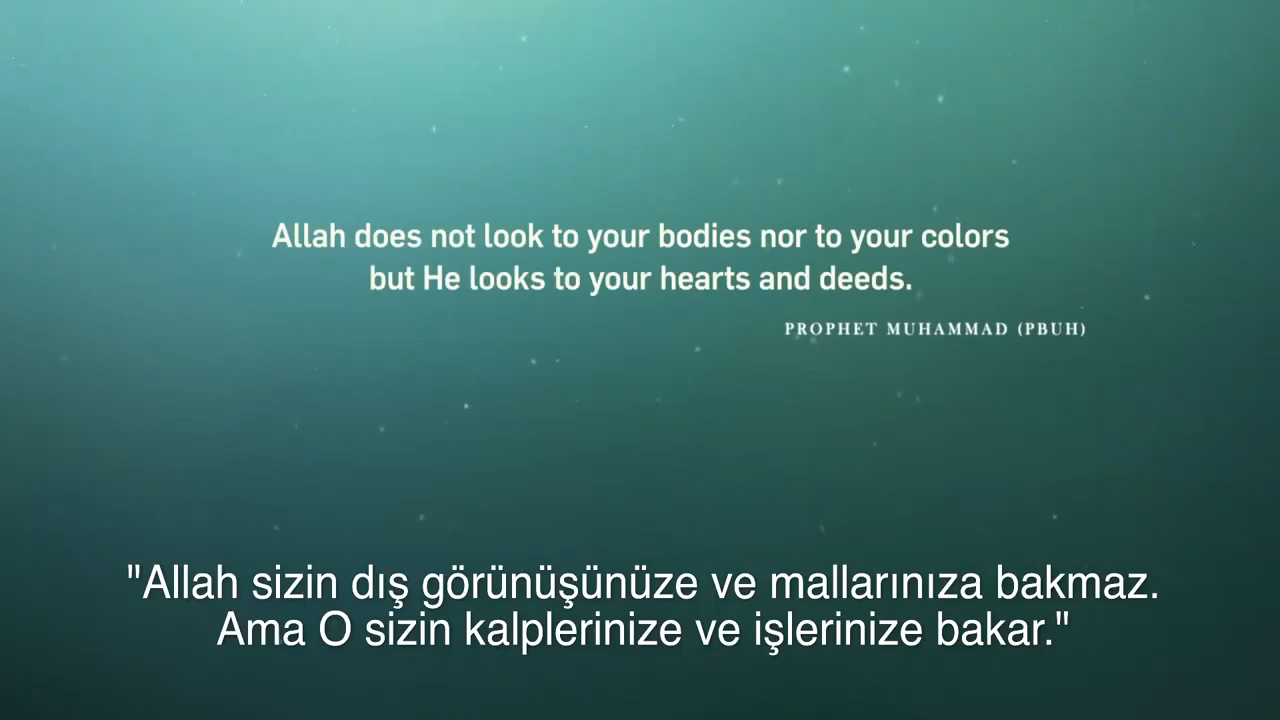 Allah does not look to your bodies nor to your colors
but He looks to your hearts and deeds.
PROPHET MUHAMMAD (PBUH)
"Allah sizin dış görünüşünüze ve mallarınıza bakmaz.
Ama O sizin kalplerinize ve işlerinize bakar."